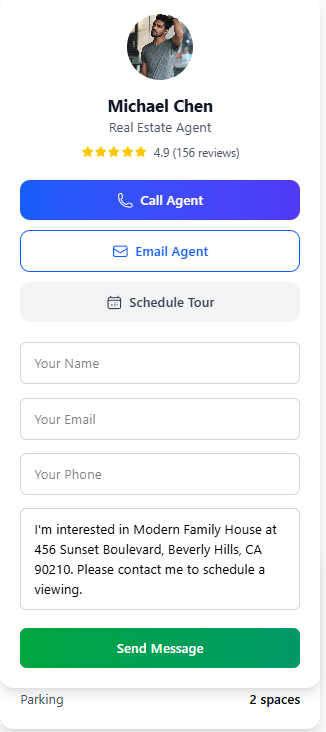 Michael Chen
Real Estate Agent
4.9 (156 reviews)
Call Agent
Email Agent
Schedule Tour
Your Name
Your Email
Your Phone
I'm interested in Modern Family House at
456 Sunset Boulevard, Beverly Hills, CA
90210. Please contact me to schedule a
viewing.
Send Message
Parking 2 spaces